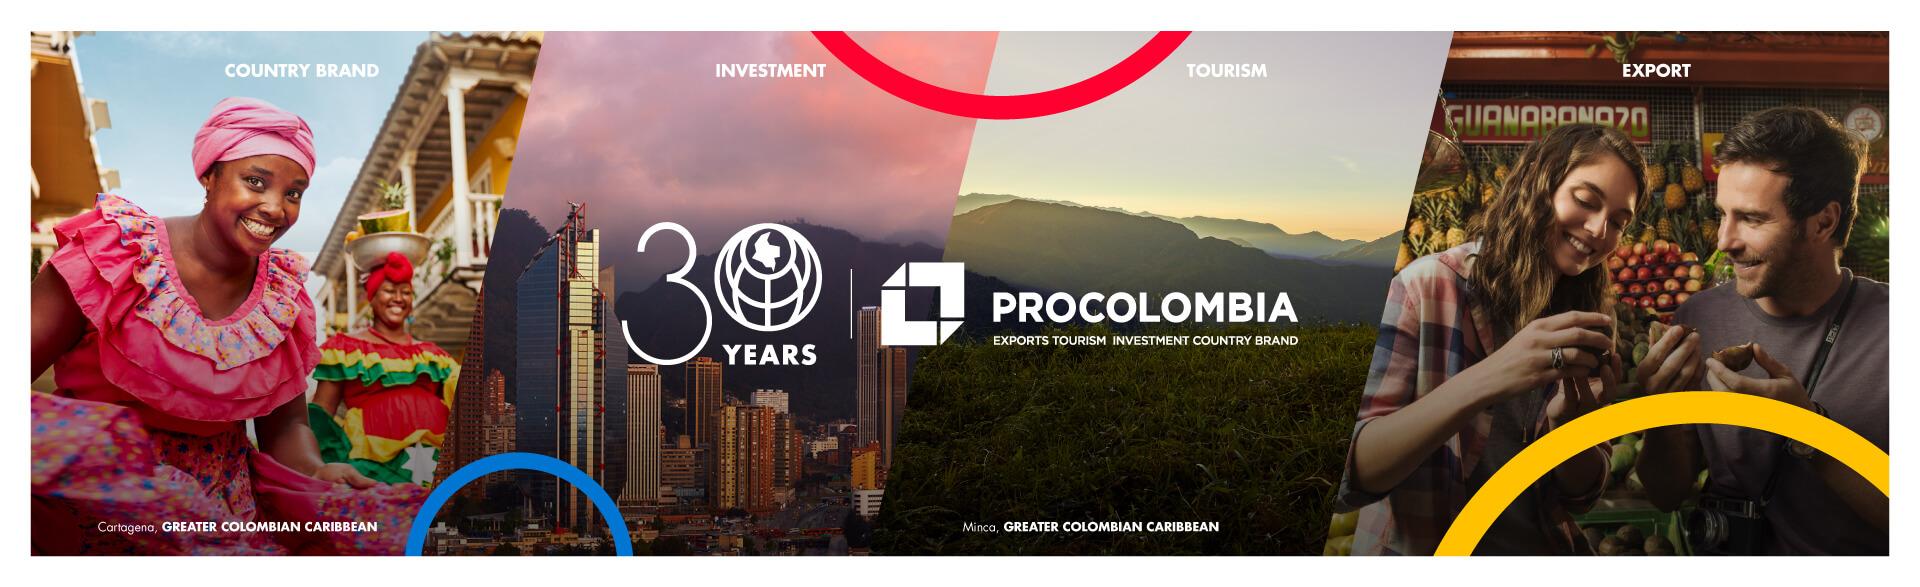 COUNTRY BRAND
INVESTMENT
TOURISM
EXPORT
GUANABANAZO
30
YEARS
PROCOLOMBIA
EXPORTS TOURISM INVESTMENT COUNTRY BRAND
Cartagena, GREATER COLOMBIAN CARIBBEAN
Minca, GREATER COLOMBIAN CARIBBEAN